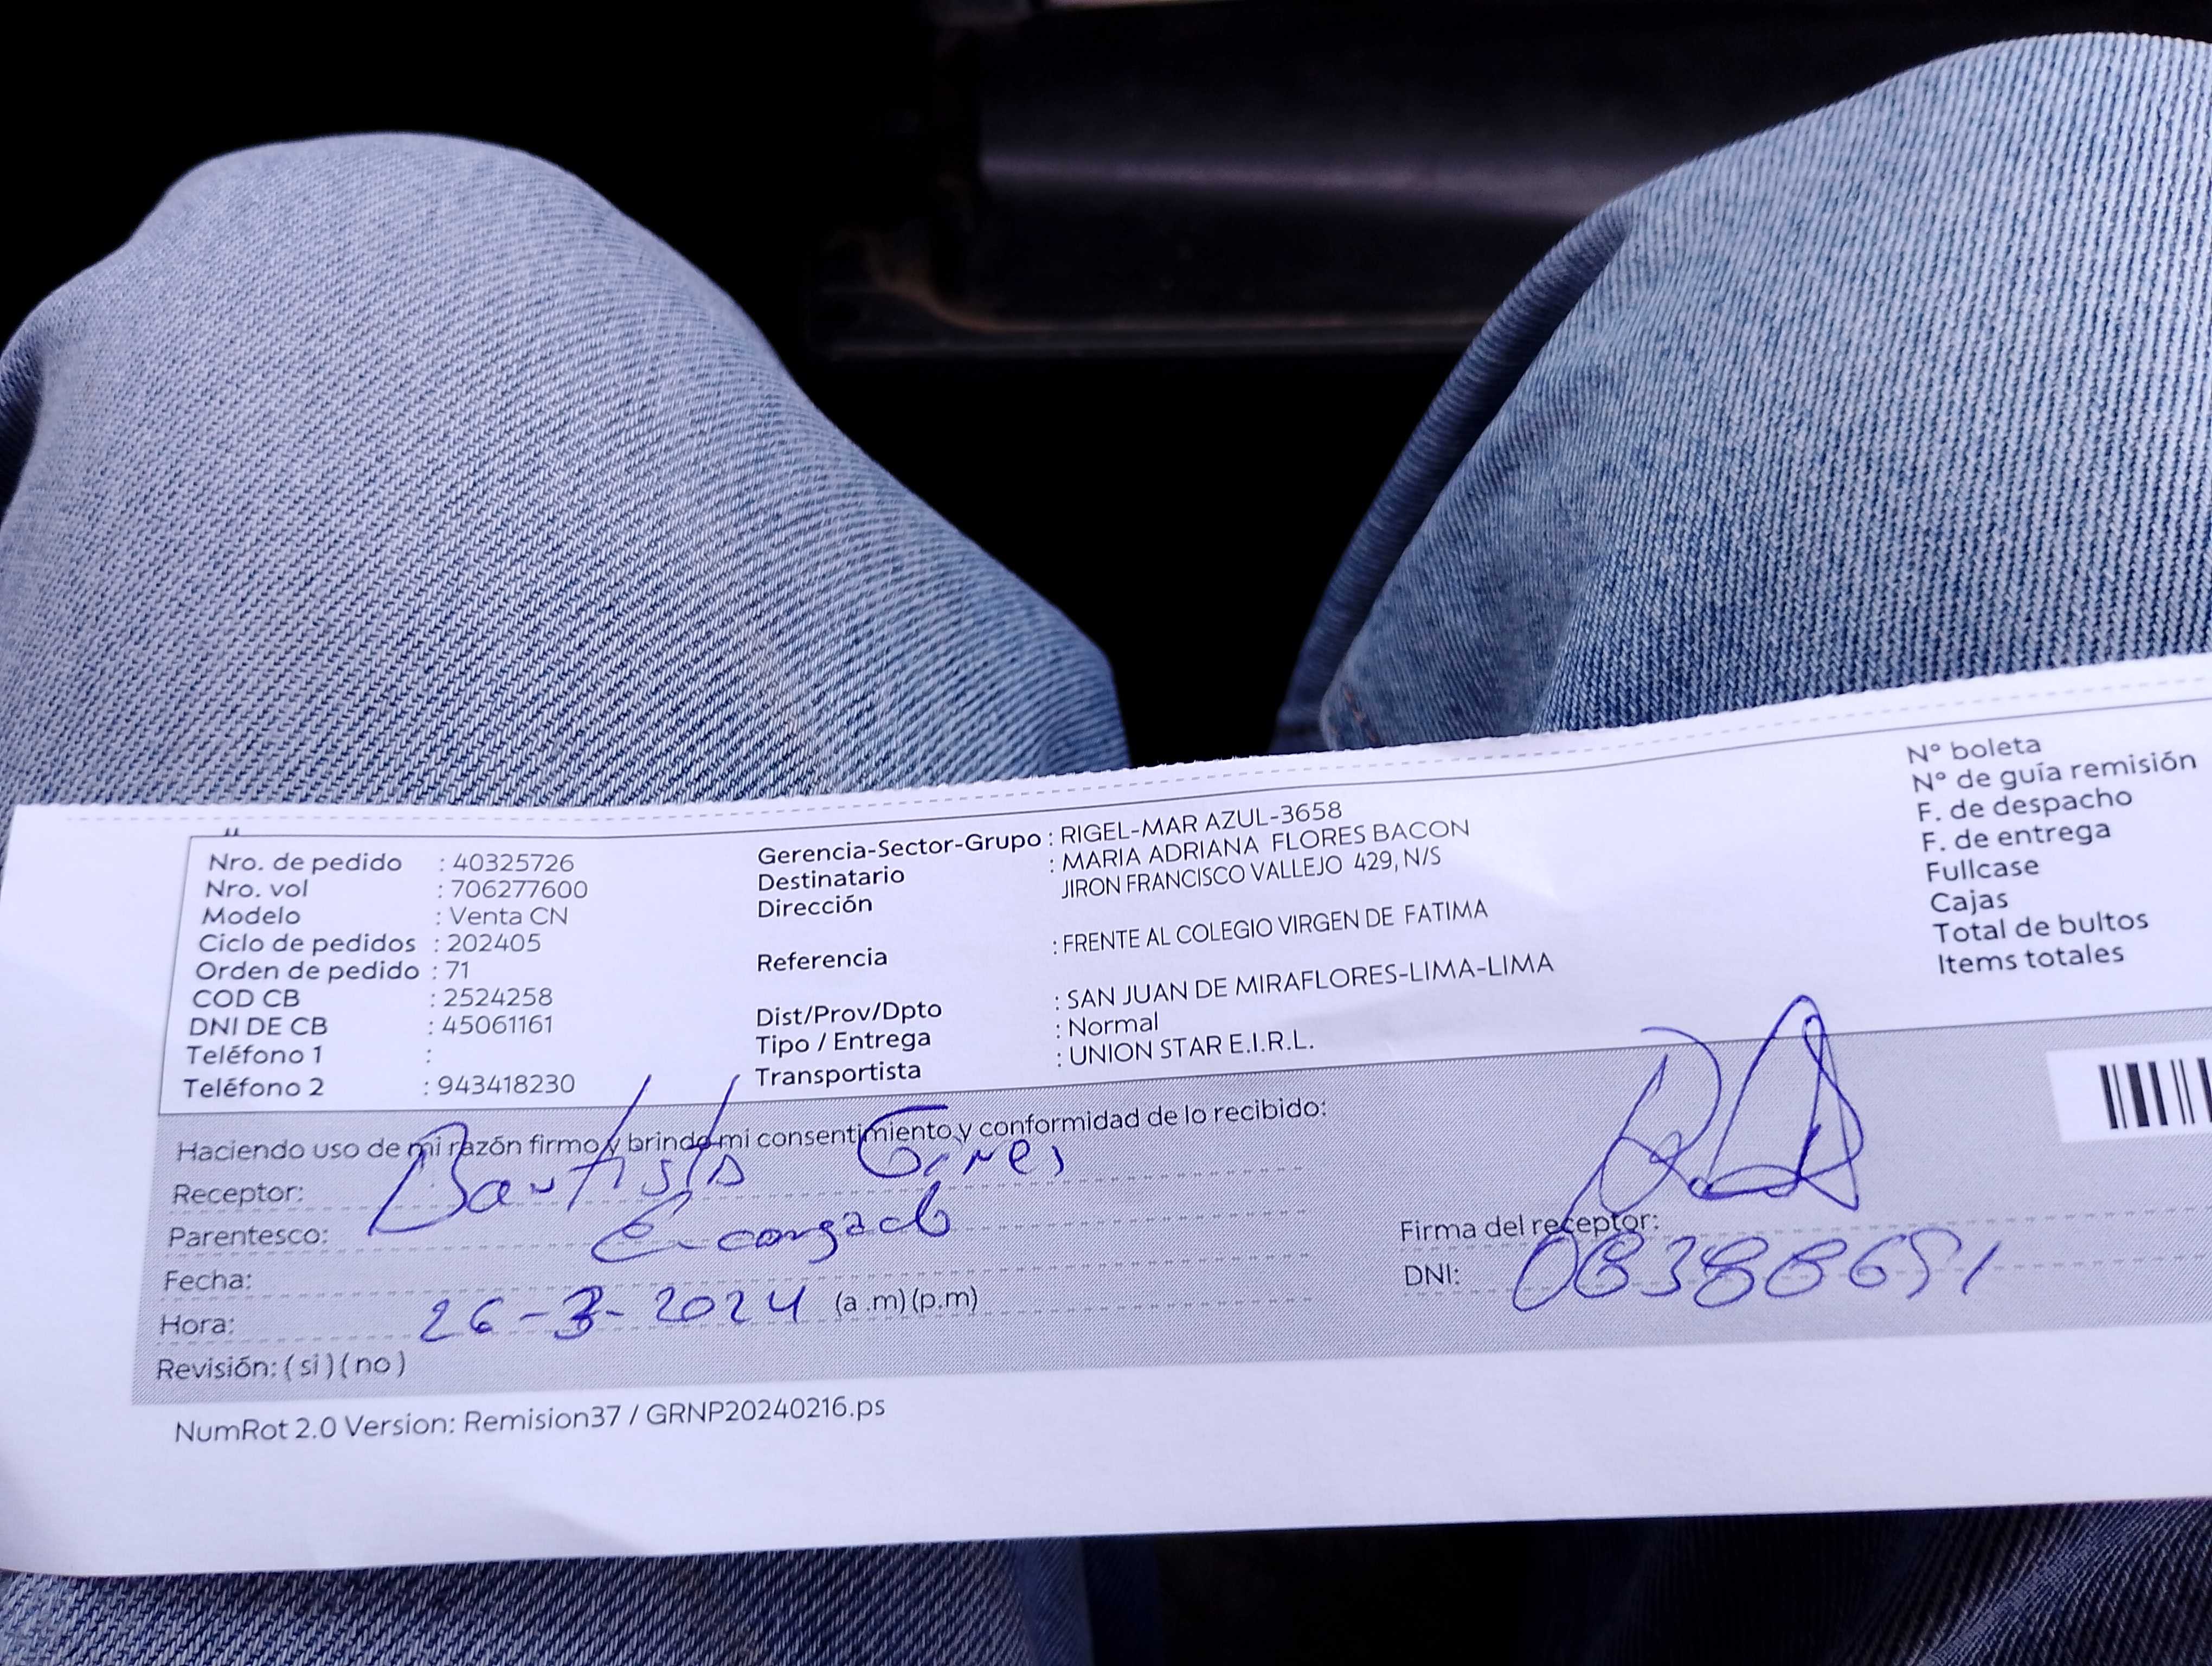 Nro. de pedido : 40325726
Nro. vol : 706277600
Modelo : Venta CN
Ciclo de pedidos : 202405
Orden de pedido : 71
COD CB : 2524258
DNI DE CB : 45061161
Teléfono 1 :
Teléfono 2 : 943418230
Gerencia-Sector-Grupo : RIGEL-MAR AZUL-3658
Destinatario : MARIA ADRIANA FLORES BACON
Dirección JIRON FRANCISCO VALLEJO 429, N/S
Referencia : FRENTE AL COLEGIO VIRGEN DE FATIMA
Dist/Prov/Dpto : SAN JUAN DE MIRAFLORES-LIMA-LIMA
Tipo / Entrega : Normal
Transportista : UNION STAR E.I.R.L.
N° boleta
N° de guía remisión
F. de despacho
F. de entrega
Fullcase
Cajas
Total de bultos
Items totales
Haciendo uso de mi razón firmo y brindo mi consentimiento y conformidad de lo recibido:
Receptor: Bautista
Parentesco: Encargado
Fecha: 26-3-2024
Hora: (a .m) (p.m)
Revisión: ( si ) ( no )
Firma del receptor:
DNI: 08388651
NumRot 2.0 Version: Remision37 / GRNP20240216.ps